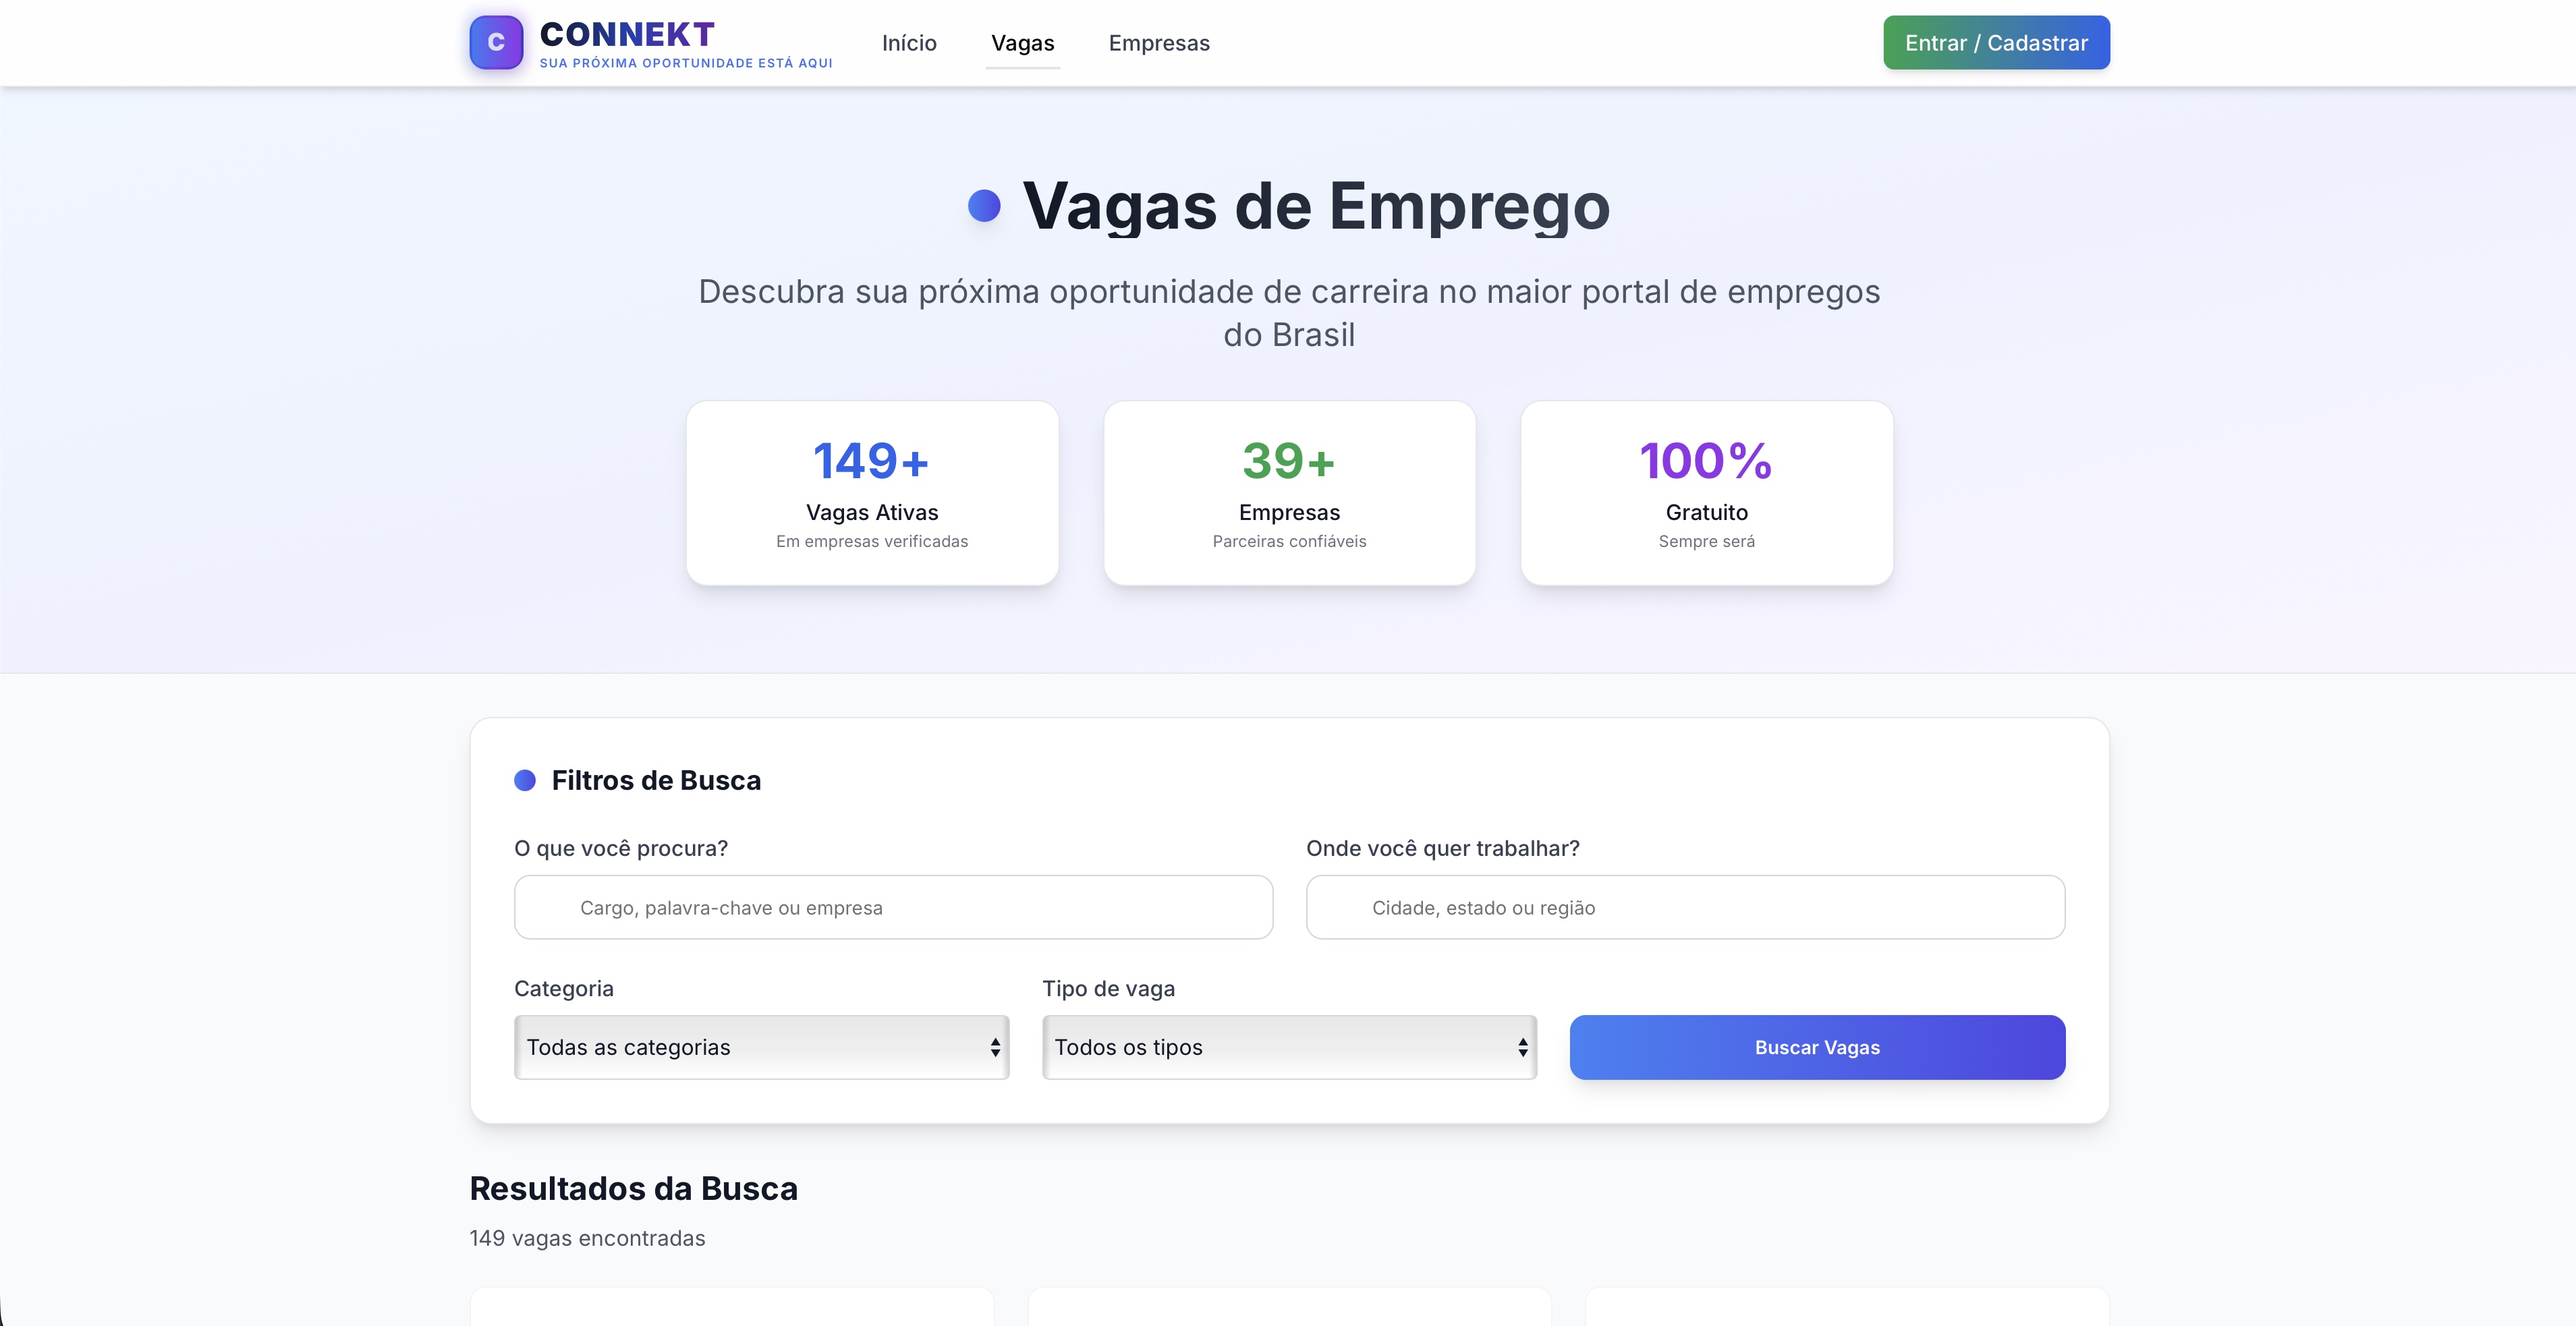 C
CONNEKT
SUA PRÓXIMA OPORTUNIDADE ESTÁ AQUI
Início
Vagas
Empresas
Entrar / Cadastrar
Vagas de Emprego
Descubra sua próxima oportunidade de carreira no maior portal de empregos
do Brasil
149+
Vagas Ativas
Em empresas verificadas
39+
Empresas
Parceiras confiáveis
100%
Gratuito
Sempre será
Filtros de Busca
O que você procura?
Cargo, palavra-chave ou empresa
Onde você quer trabalhar?
Cidade, estado ou região
Categoria
Todas as categorias
Tipo de vaga
Todos os tipos
Buscar Vagas
Resultados da Busca
149 vagas encontradas